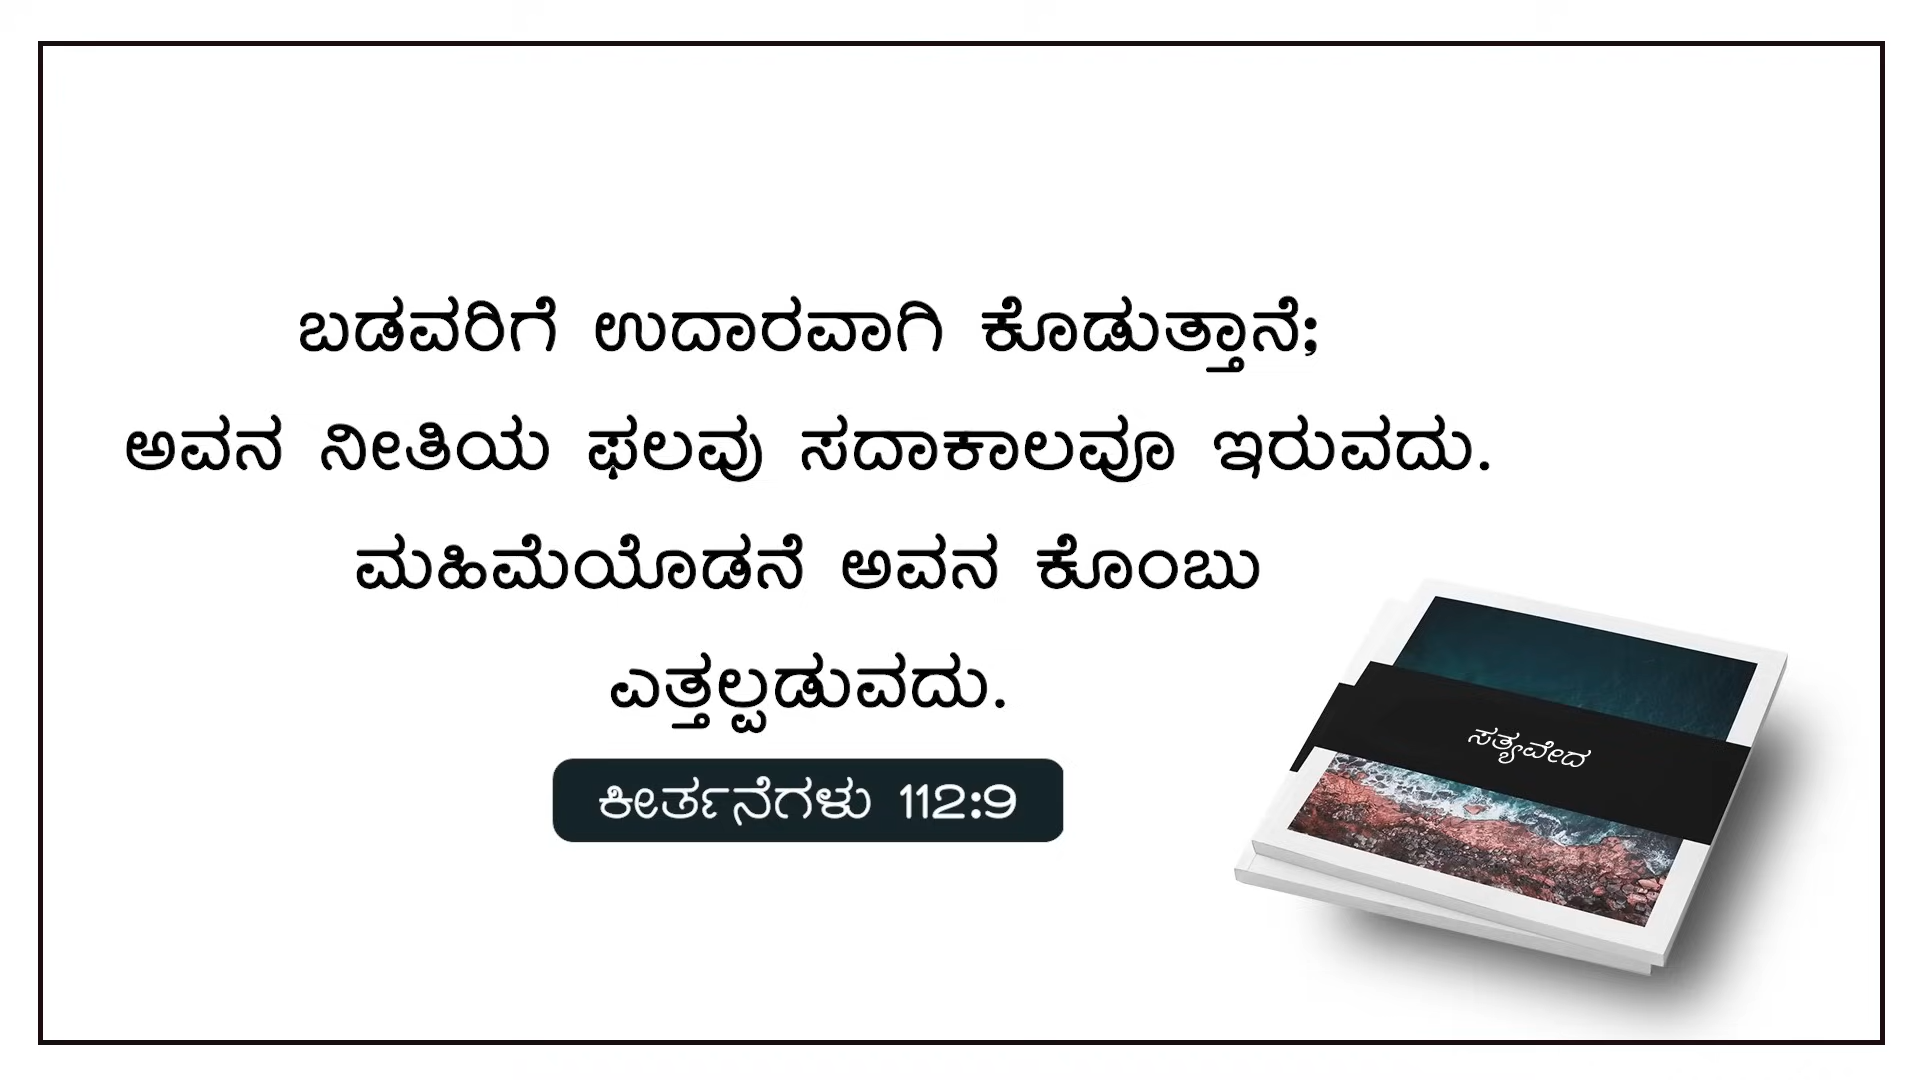 ಬಡವರಿಗೆ ಉದಾರವಾಗಿ ಕೊಡುತ್ತಾನೆ;
ಅವನ ನೀತಿಯ ಫಲವು ಸದಾಕಾಲವೂ ಇರುವದು.
ಮಹಿಮೆಯೊಡನೆ ಅವನ ಕೊಂಬು
ಎತ್ತಲ್ಪಡುವದು.
ಕೀರ್ತನೆಗಳು 112:9
ಸತ್ಯವೇದ